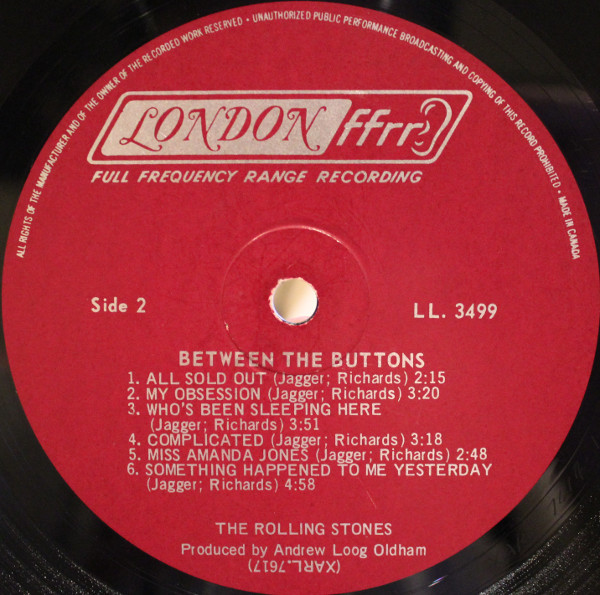 ALL RIGHTS OF THE MANUFACTURER AND OF THE OWNER OF THE RECORDED WORK RESERVED • UNAUTHORIZED PUBLIC PERFORMANCE BROADCASTING AND COPYING OF THIS RECORD PROHIBITED • MADE IN CANADA
LONDON ffrr
FULL FREQUENCY RANGE RECORDING
Side 2
LL. 3499
BETWEEN THE BUTTONS
1. ALL SOLD OUT (Jagger; Richards) 2:15
2. MY OBSESSION (Jagger; Richards) 3:20
3. WHO'S BEEN SLEEPING HERE
(Jagger; Richards) 3:51
4. COMPLICATED (Jagger; Richards) 3:18
5. MISS AMANDA JONES (Jagger; Richards) 2:48
6. SOMETHING HAPPENED TO ME YESTERDAY
(Jagger; Richards) 4:58
THE ROLLING STONES
Produced by Andrew Loog Oldham
(XARL.7617)